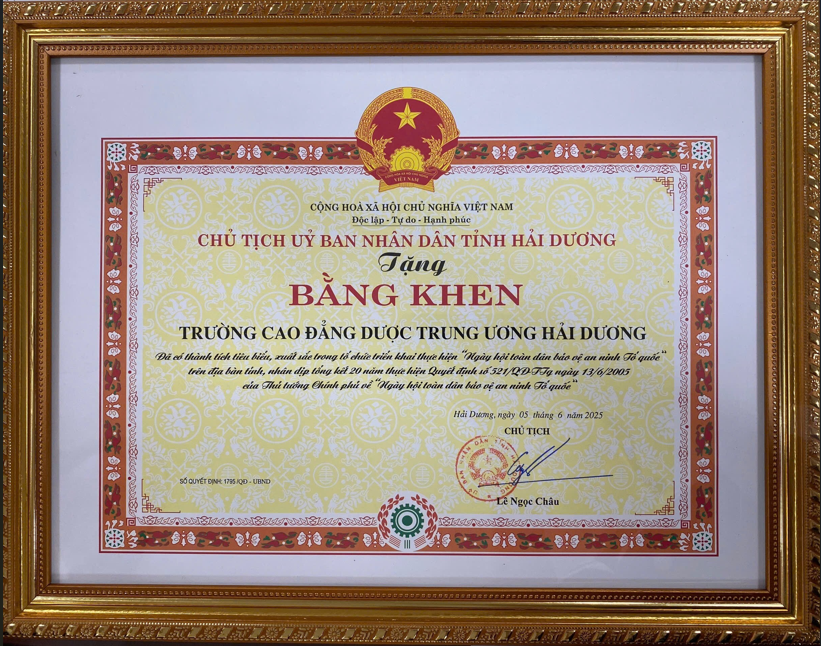 CỘNG HOÀ XÃ HỘI CHỦ NGHĨA VIỆT NAM
Độc lập - Tự do - Hạnh phúc
CHỦ TỊCH UỶ BAN NHÂN DÂN TỈNH HẢI DƯƠNG
Tặng
BẰNG KHEN
TRƯỜNG CAO ĐẲNG DƯỢC TRUNG ƯƠNG HẢI DƯƠNG
Đã có thành tích tiêu biểu, xuất sắc trong tổ chức triển khai thực hiện "Ngày hội toàn dân bảo vệ an ninh Tổ quốc"
trên địa bàn tỉnh, nhân dịp tổng kết 20 năm thực hiện Quyết định số 521/QĐ-TTg ngày 13/6/2005
của Thủ tướng Chính phủ về "Ngày hội toàn dân bảo vệ an ninh Tổ quốc"
Hải Dương, ngày 05 tháng 6 năm 2025
CHỦ TỊCH
SỐ QUYẾT ĐỊNH: 1795 /QĐ - UBND
Lê Ngọc Châu